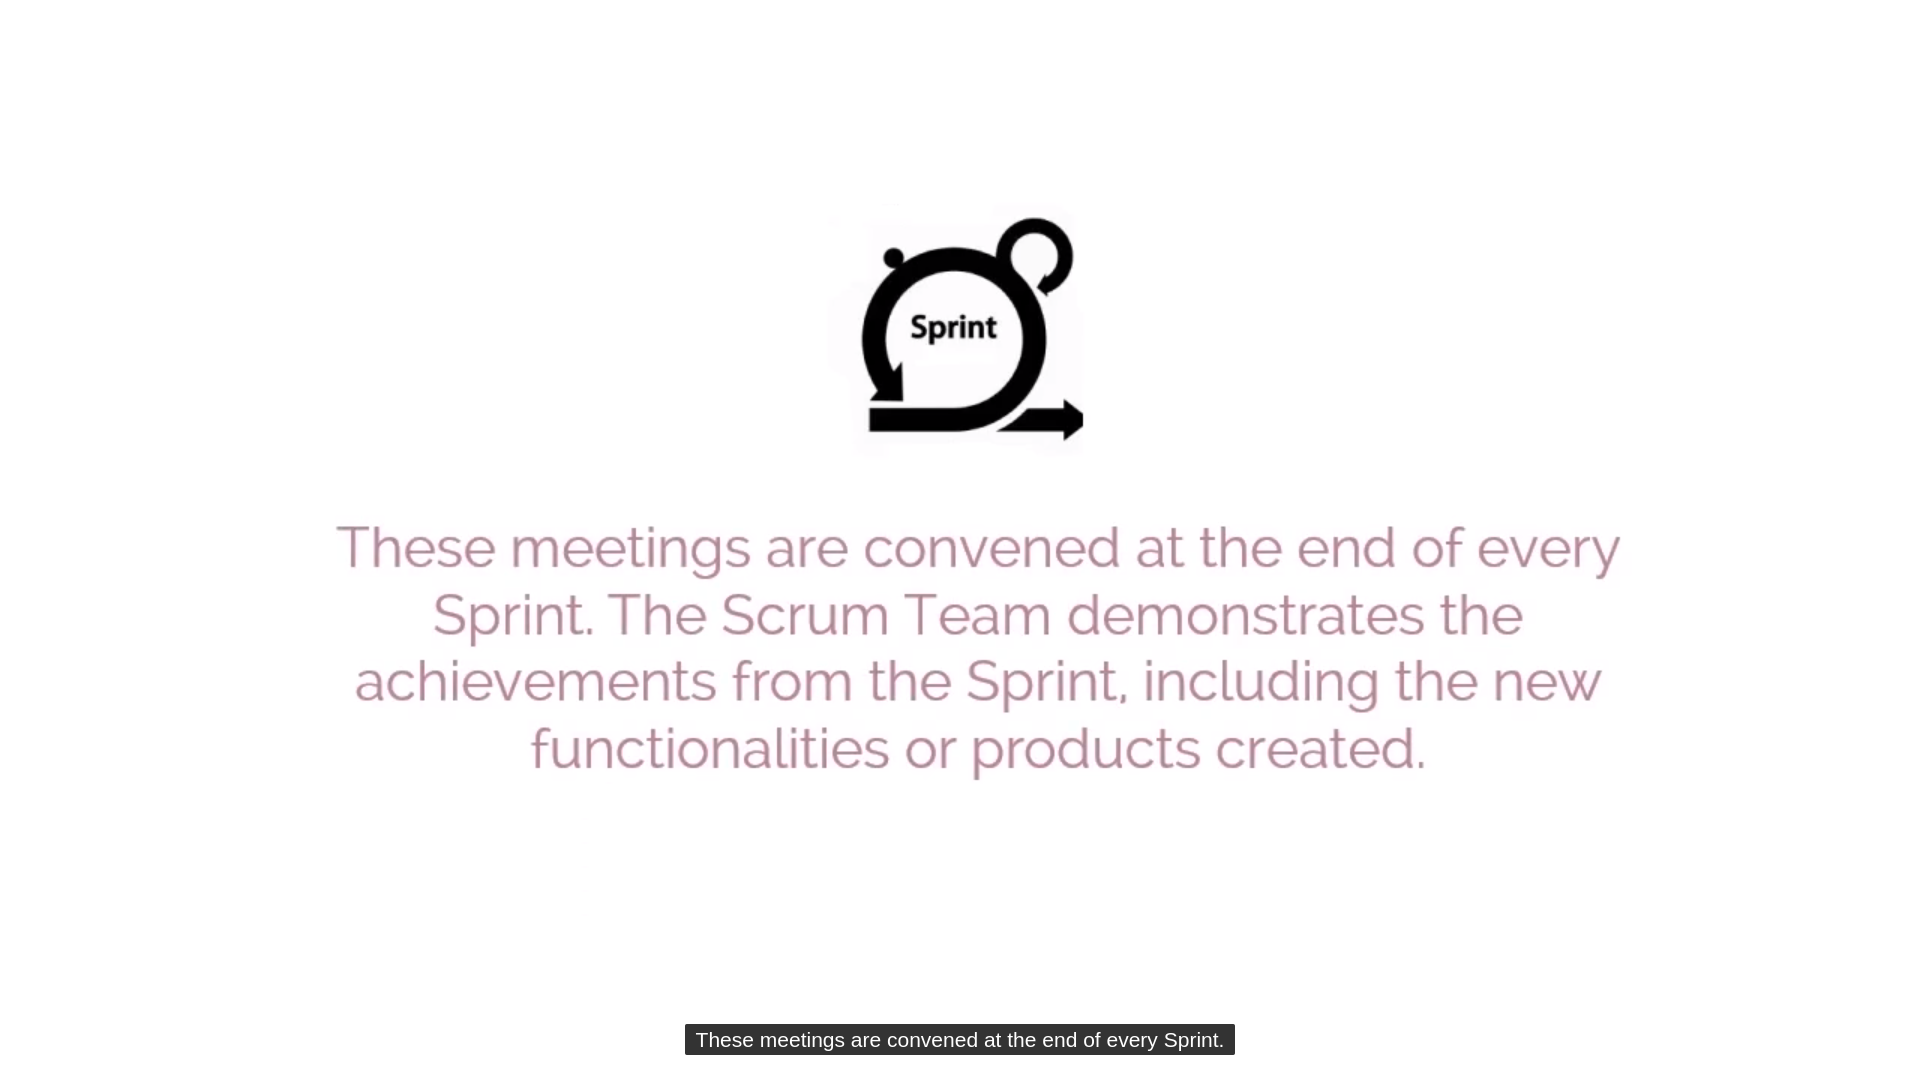 Sprint
These meetings are convened at the end of every
Sprint. The Scrum Team demonstrates the
achievements from the Sprint, including the new
functionalities or products created.
These meetings are convened at the end of every Sprint.